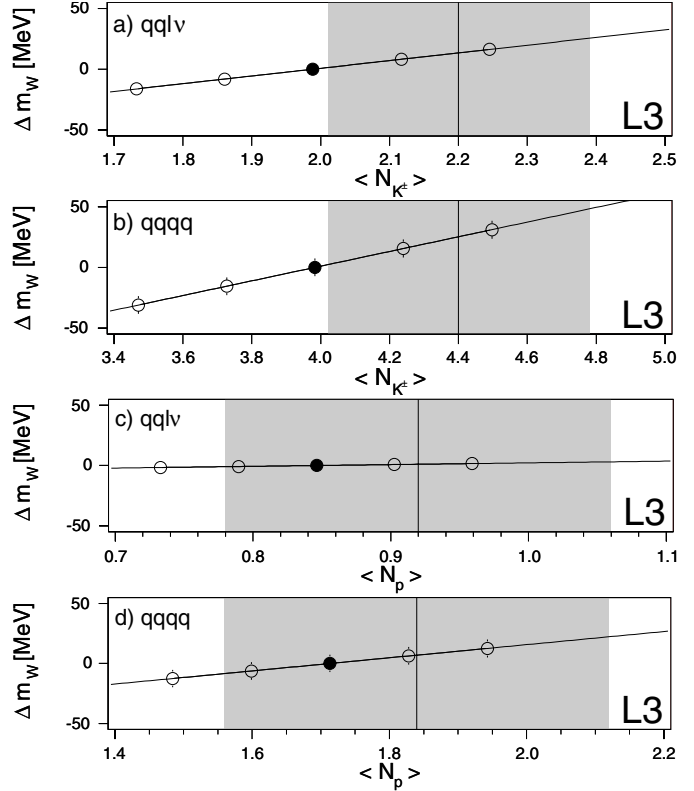 50
a) qqlν
0
-50
L3
Δ m_W [MeV]
1.7 1.8 1.9 2.0 2.1 2.2 2.3 2.4 2.5
< N_K± >
50
b) qqqq
0
-50
L3
Δ m_W [MeV]
3.4 3.6 3.8 4.0 4.2 4.4 4.6 4.8 5.0
< N_K± >
50
c) qqlν
0
-50
L3
Δ m_W [MeV]
0.7 0.8 0.9 1.0 1.1
< N_p >
50
d) qqqq
0
-50
L3
Δ m_W [MeV]
1.4 1.6 1.8 2.0 2.2
< N_p >